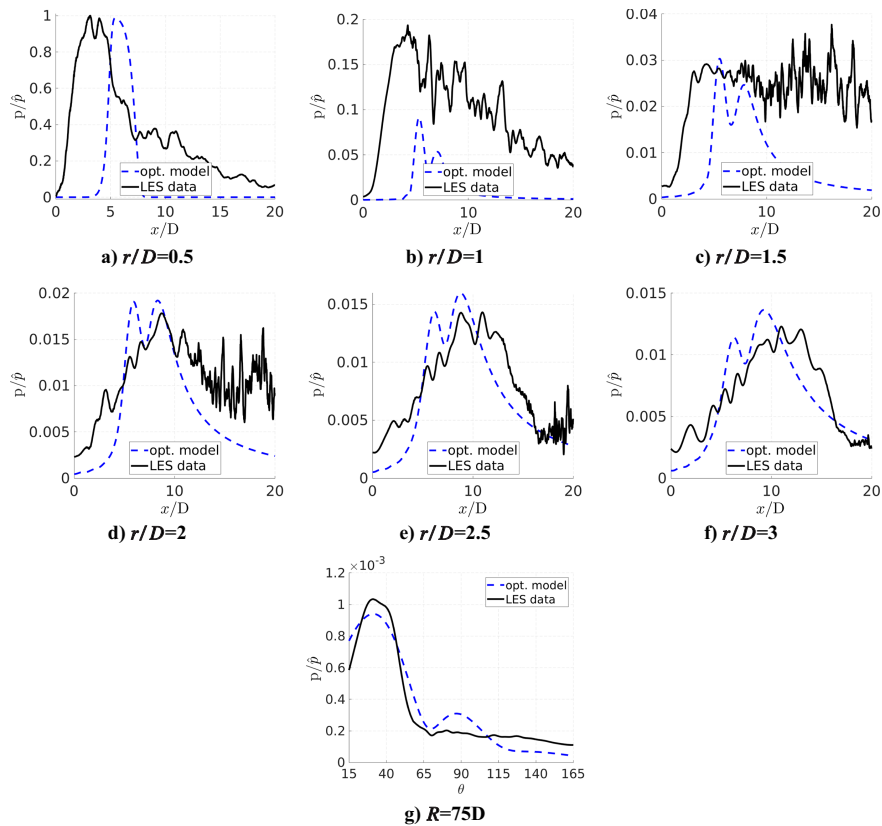 1
0.8
0.6
0.4
0.2
0
p/p̂
0 5 10 15 20
x/D
opt. model
LES data
a) r/D=0.5
0.2
0.15
0.1
0.05
0
p/p̂
0 10 20
x/D
opt. model
LES data
b) r/D=1
0.04
0.03
0.02
0.01
0
p/p̂
0 10 20
x/D
opt. model
LES data
c) r/D=1.5
0.02
0.015
0.01
0.005
0
p/p̂
0 10 20
x/D
opt. model
LES data
d) r/D=2
0.015
0.01
0.005
0
p/p̂
0 10 20
x/D
opt. model
LES data
e) r/D=2.5
0.015
0.01
0.005
0
p/p̂
0 10 20
x/D
opt. model
LES data
f) r/D=3
×10⁻³
1.2
1
0.8
0.6
0.4
0.2
0
p/p̂
15 40 65 90 115 140 165
θ
opt. model
LES data
g) R=75D